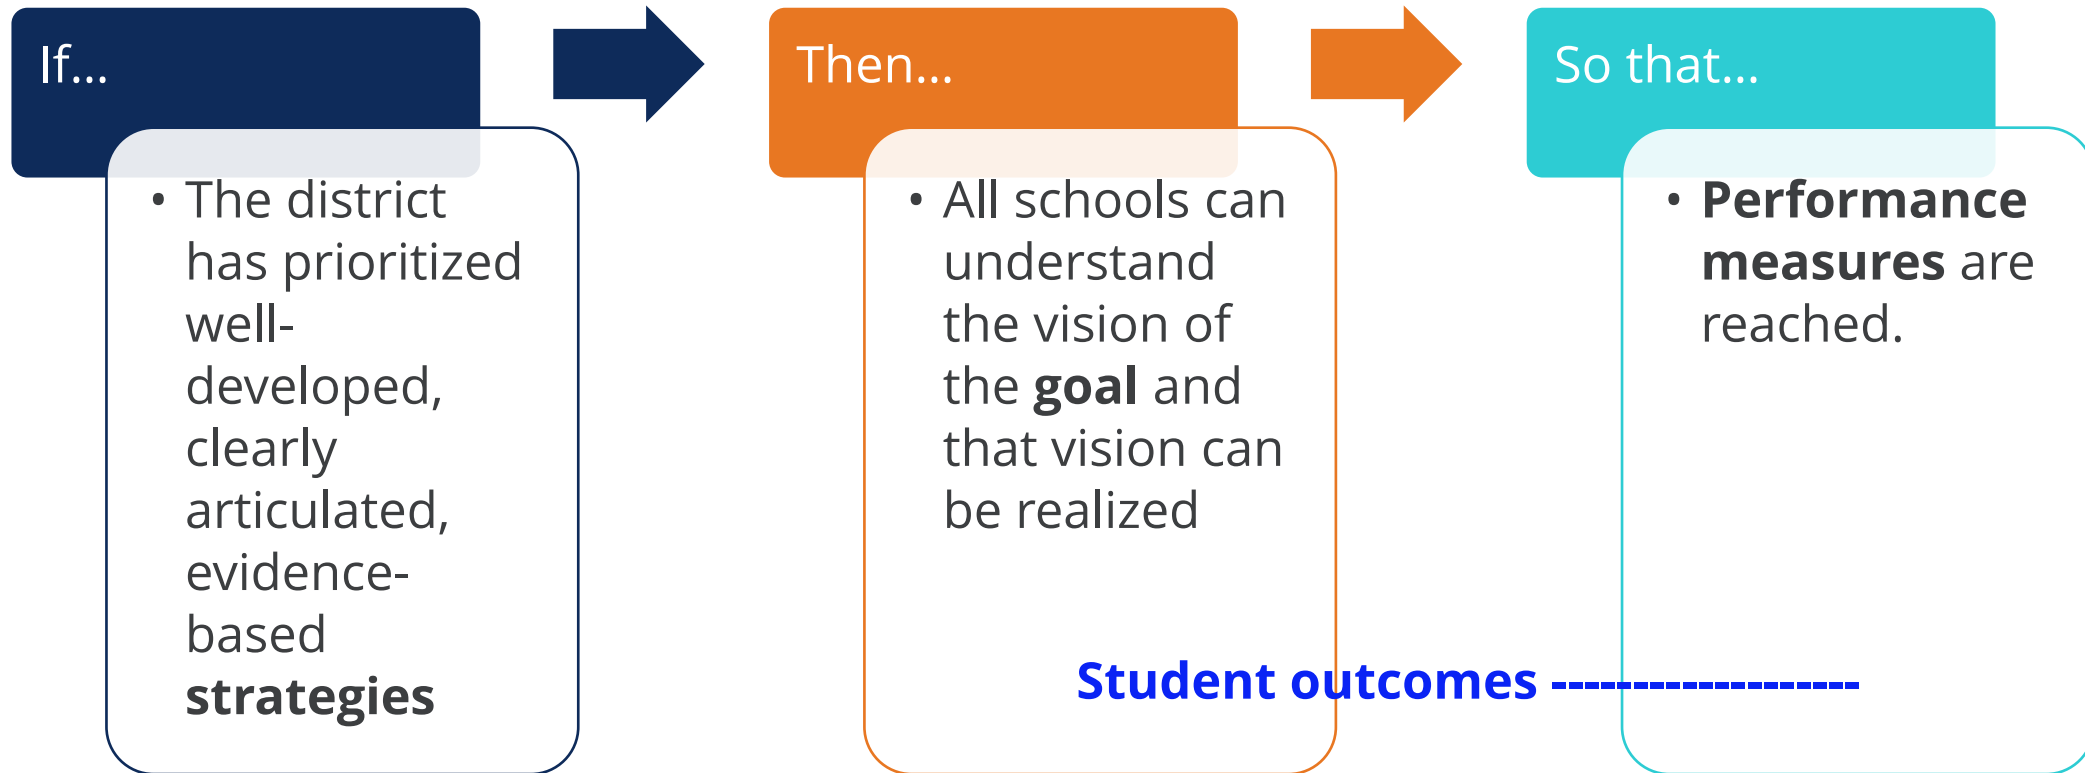 If...
• The district
has prioritized
well-
developed,
clearly
articulated,
evidence-
based
strategies
Then...
• All schools can
understand
the vision of
the goal and
that vision can
be realized
So that...
• Performance
measures are
reached.
Student outcomes -------------------